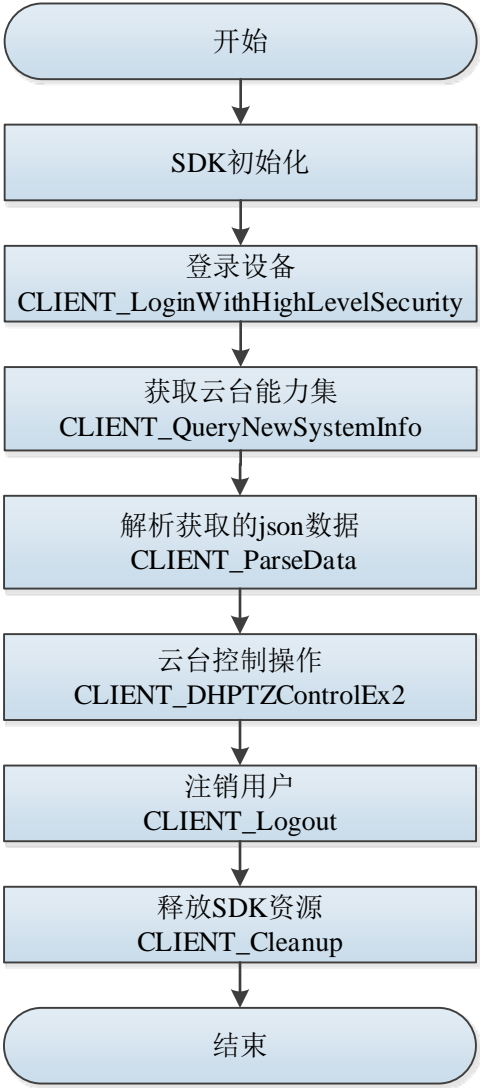 开始
SDK初始化
登录设备
CLIENT_LoginWithHighLevelSecurity
获取云台能力集
CLIENT_QueryNewSystemInfo
解析获取的json数据
CLIENT_ParseData
云台控制操作
CLIENT_DHPTZControlEx2
注销用户
CLIENT_Logout
释放SDK资源
CLIENT_Cleanup
结束